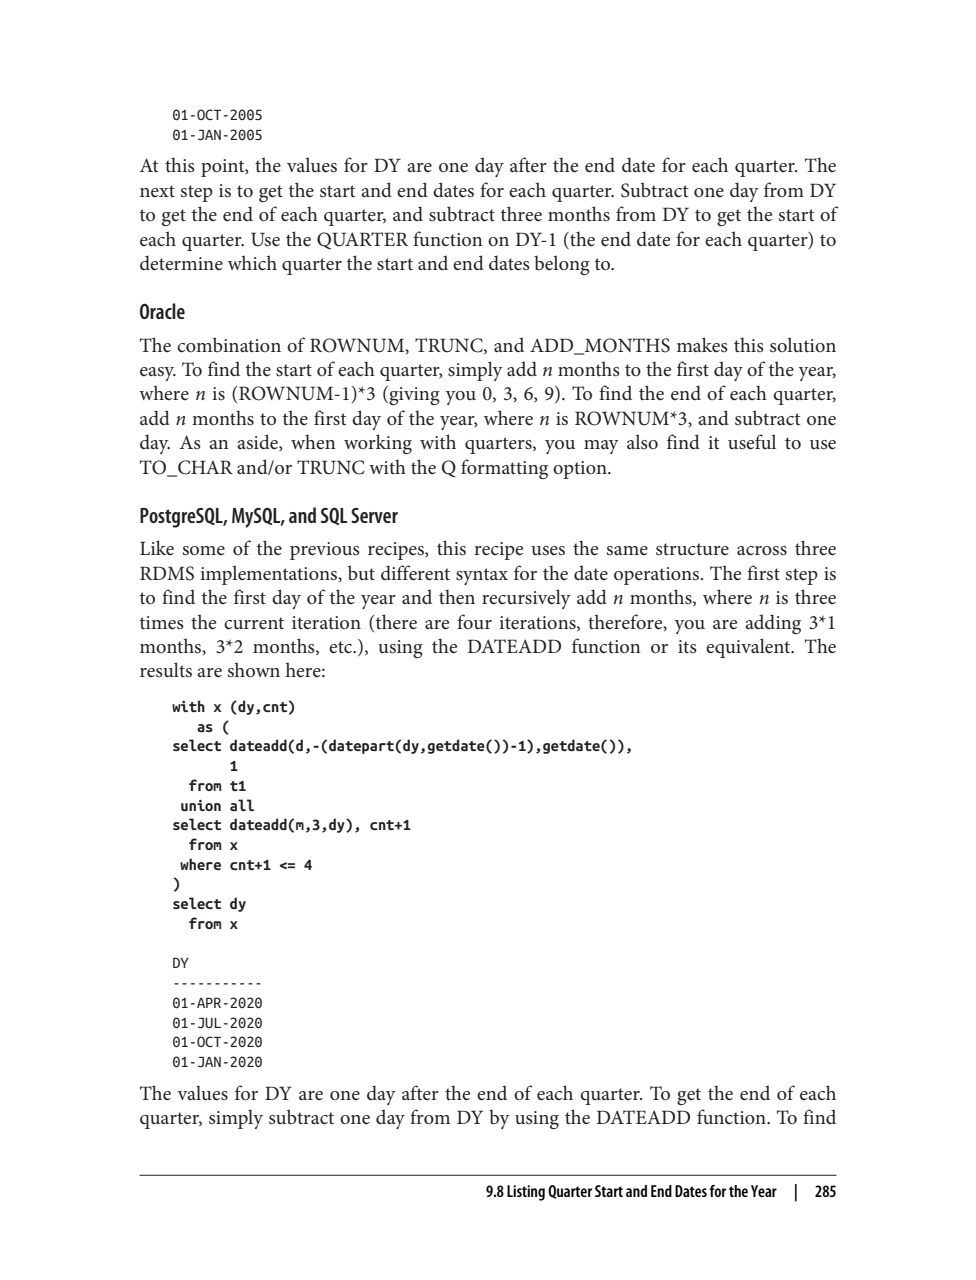 01-OCT-2005
01-JAN-2005
At this point, the values for DY are one day after the end date for each quarter. The
next step is to get the start and end dates for each quarter. Subtract one day from DY
to get the end of each quarter, and subtract three months from DY to get the start of
each quarter. Use the QUARTER function on DY-1 (the end date for each quarter) to
determine which quarter the start and end dates belong to.
Oracle
The combination of ROWNUM, TRUNC, and ADD_MONTHS makes this solution
easy. To find the start of each quarter, simply add n months to the first day of the year,
where n is (ROWNUM-1)*3 (giving you 0, 3, 6, 9). To find the end of each quarter,
add n months to the first day of the year, where n is ROWNUM*3, and subtract one
day. As an aside, when working with quarters, you may also find it useful to use
TO_CHAR and/or TRUNC with the Q formatting option.
PostgreSQL, MySQL, and SQL Server
Like some of the previous recipes, this recipe uses the same structure across three
RDMS implementations, but different syntax for the date operations. The first step is
to find the first day of the year and then recursively add n months, where n is three
times the current iteration (there are four iterations, therefore, you are adding 3*1
months, 3*2 months, etc.), using the DATEADD function or its equivalent. The
results are shown here:
with x (dy,cnt)
   as (
select dateadd(d,-(datepart(dy,getdate())-1),getdate()),
       1
  from t1
 union all
select dateadd(m,3,dy), cnt+1
  from x
 where cnt+1 <= 4
)
select dy
  from x
DY
-----------
01-APR-2020
01-JUL-2020
01-OCT-2020
01-JAN-2020
The values for DY are one day after the end of each quarter. To get the end of each
quarter, simply subtract one day from DY by using the DATEADD function. To find
9.8 Listing Quarter Start and End Dates for the Year | 285